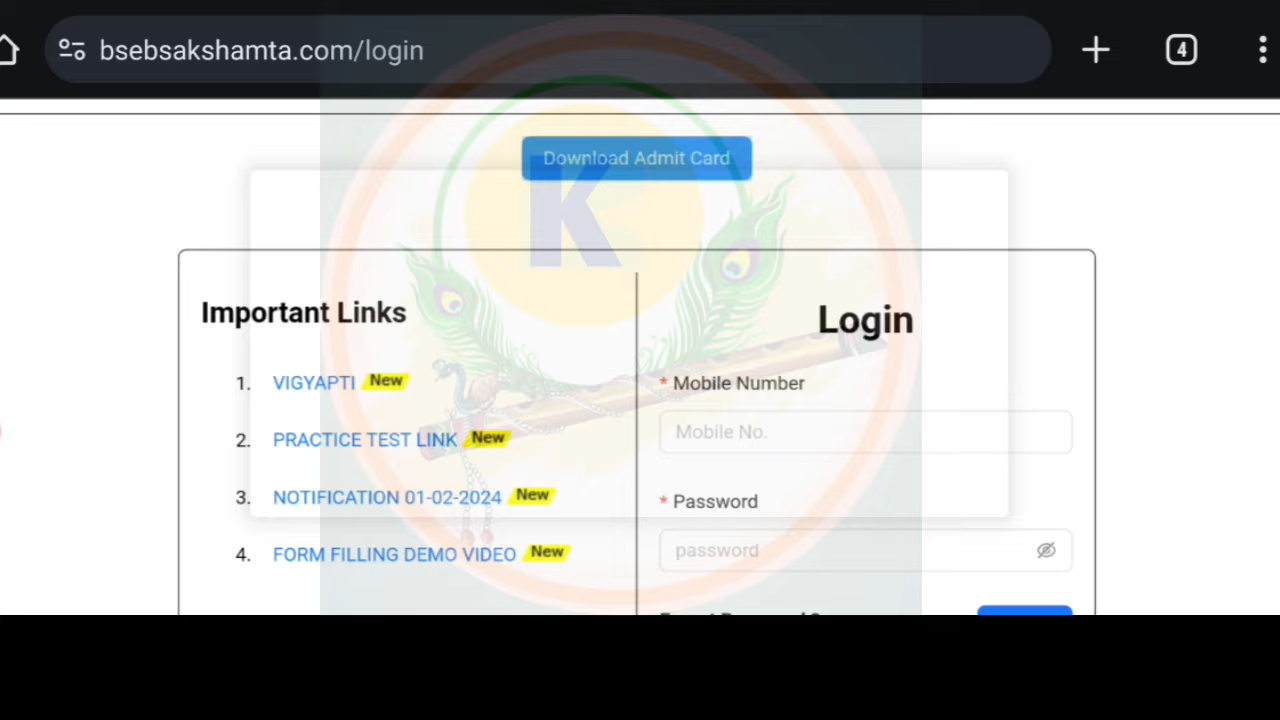 bsebsakshamta.com/login
4
Download Admit Card
K
Important Links
1. VIGYAPTI New
2. PRACTICE TEST LINK New
3. NOTIFICATION 01-02-2024 New
4. FORM FILLING DEMO VIDEO New
Login
* Mobile Number
Mobile No.
* Password
password